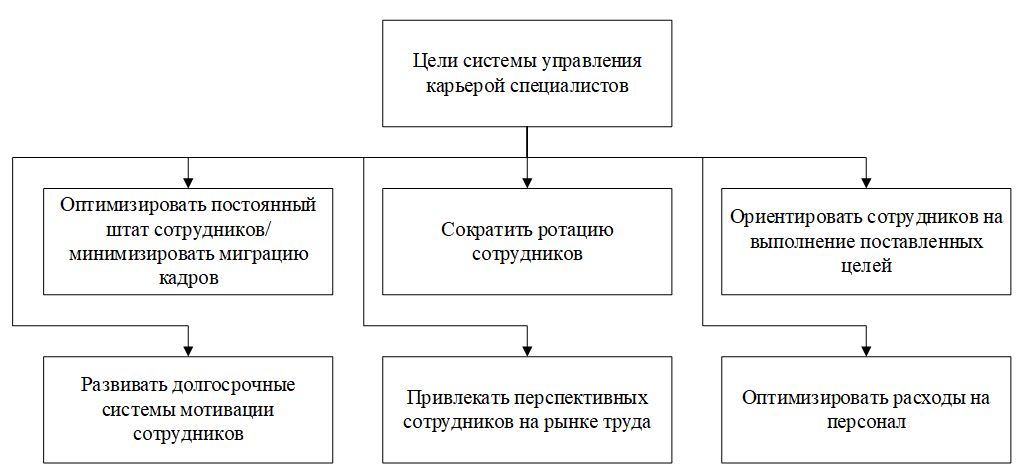 Цели системы управления
карьерой специалистов
Оптимизировать постоянный
штат сотрудников/
минимизировать миграцию
кадров
Сократить ротацию
сотрудников
Ориентировать сотрудников на
выполнение поставленных
целей
Развивать долгосрочные
системы мотивации
сотрудников
Привлекать перспективных
сотрудников на рынке труда
Оптимизировать расходы на
персонал